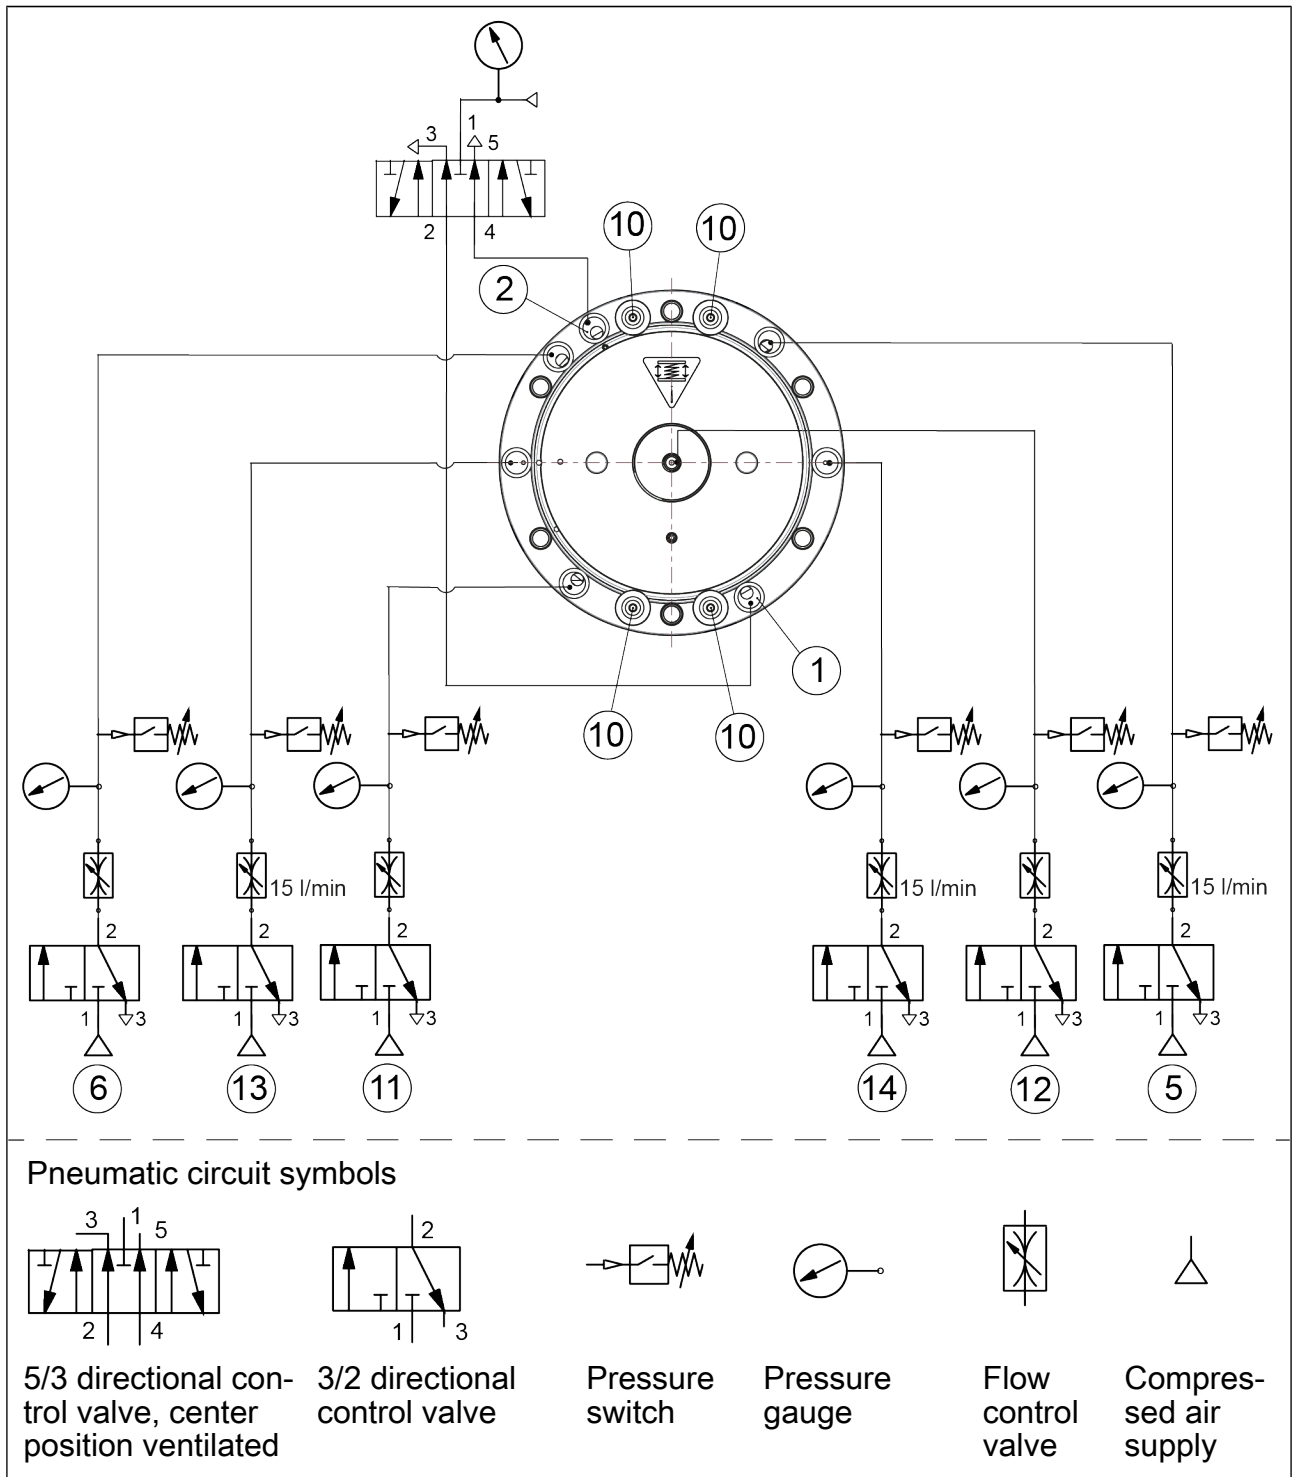 1
3
5
2
4
10
10
2
1
10
10
15 l/min
15 l/min
15 l/min
2
2
2
2
2
2
1
3
1
3
1
3
1
3
1
3
1
3
6
13
11
14
12
5
Pneumatic circuit symbols
3
1
5
2
4
2
1
3
5/3 directional con-
trol valve, center
position ventilated
3/2 directional
control valve
Pressure
switch
Pressure
gauge
Flow
control
valve
Compres-
sed air
supply